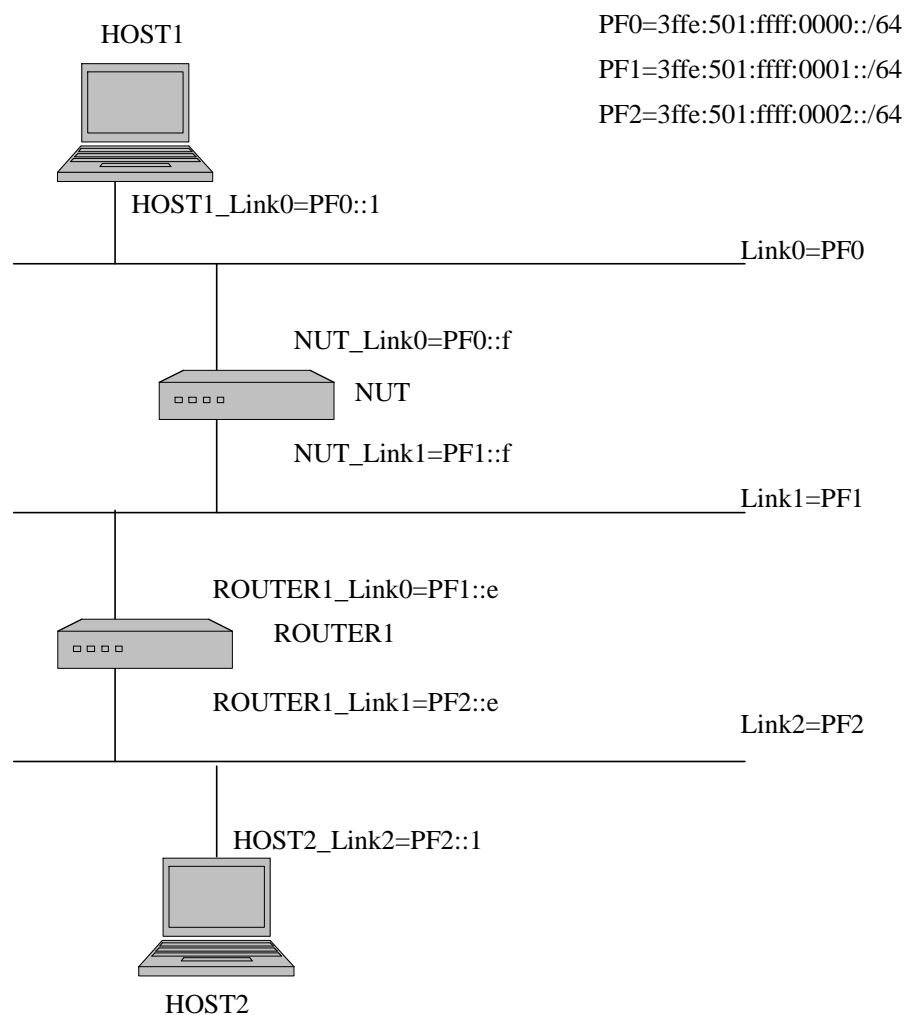 HOST1
PF0=3ffe:501:ffff:0000::/64
PF1=3ffe:501:ffff:0001::/64
PF2=3ffe:501:ffff:0002::/64
HOST1_Link0=PF0::1
Link0=PF0
NUT_Link0=PF0::f
NUT
NUT_Link1=PF1::f
Link1=PF1
ROUTER1_Link0=PF1::e
ROUTER1
ROUTER1_Link1=PF2::e
Link2=PF2
HOST2_Link2=PF2::1
HOST2